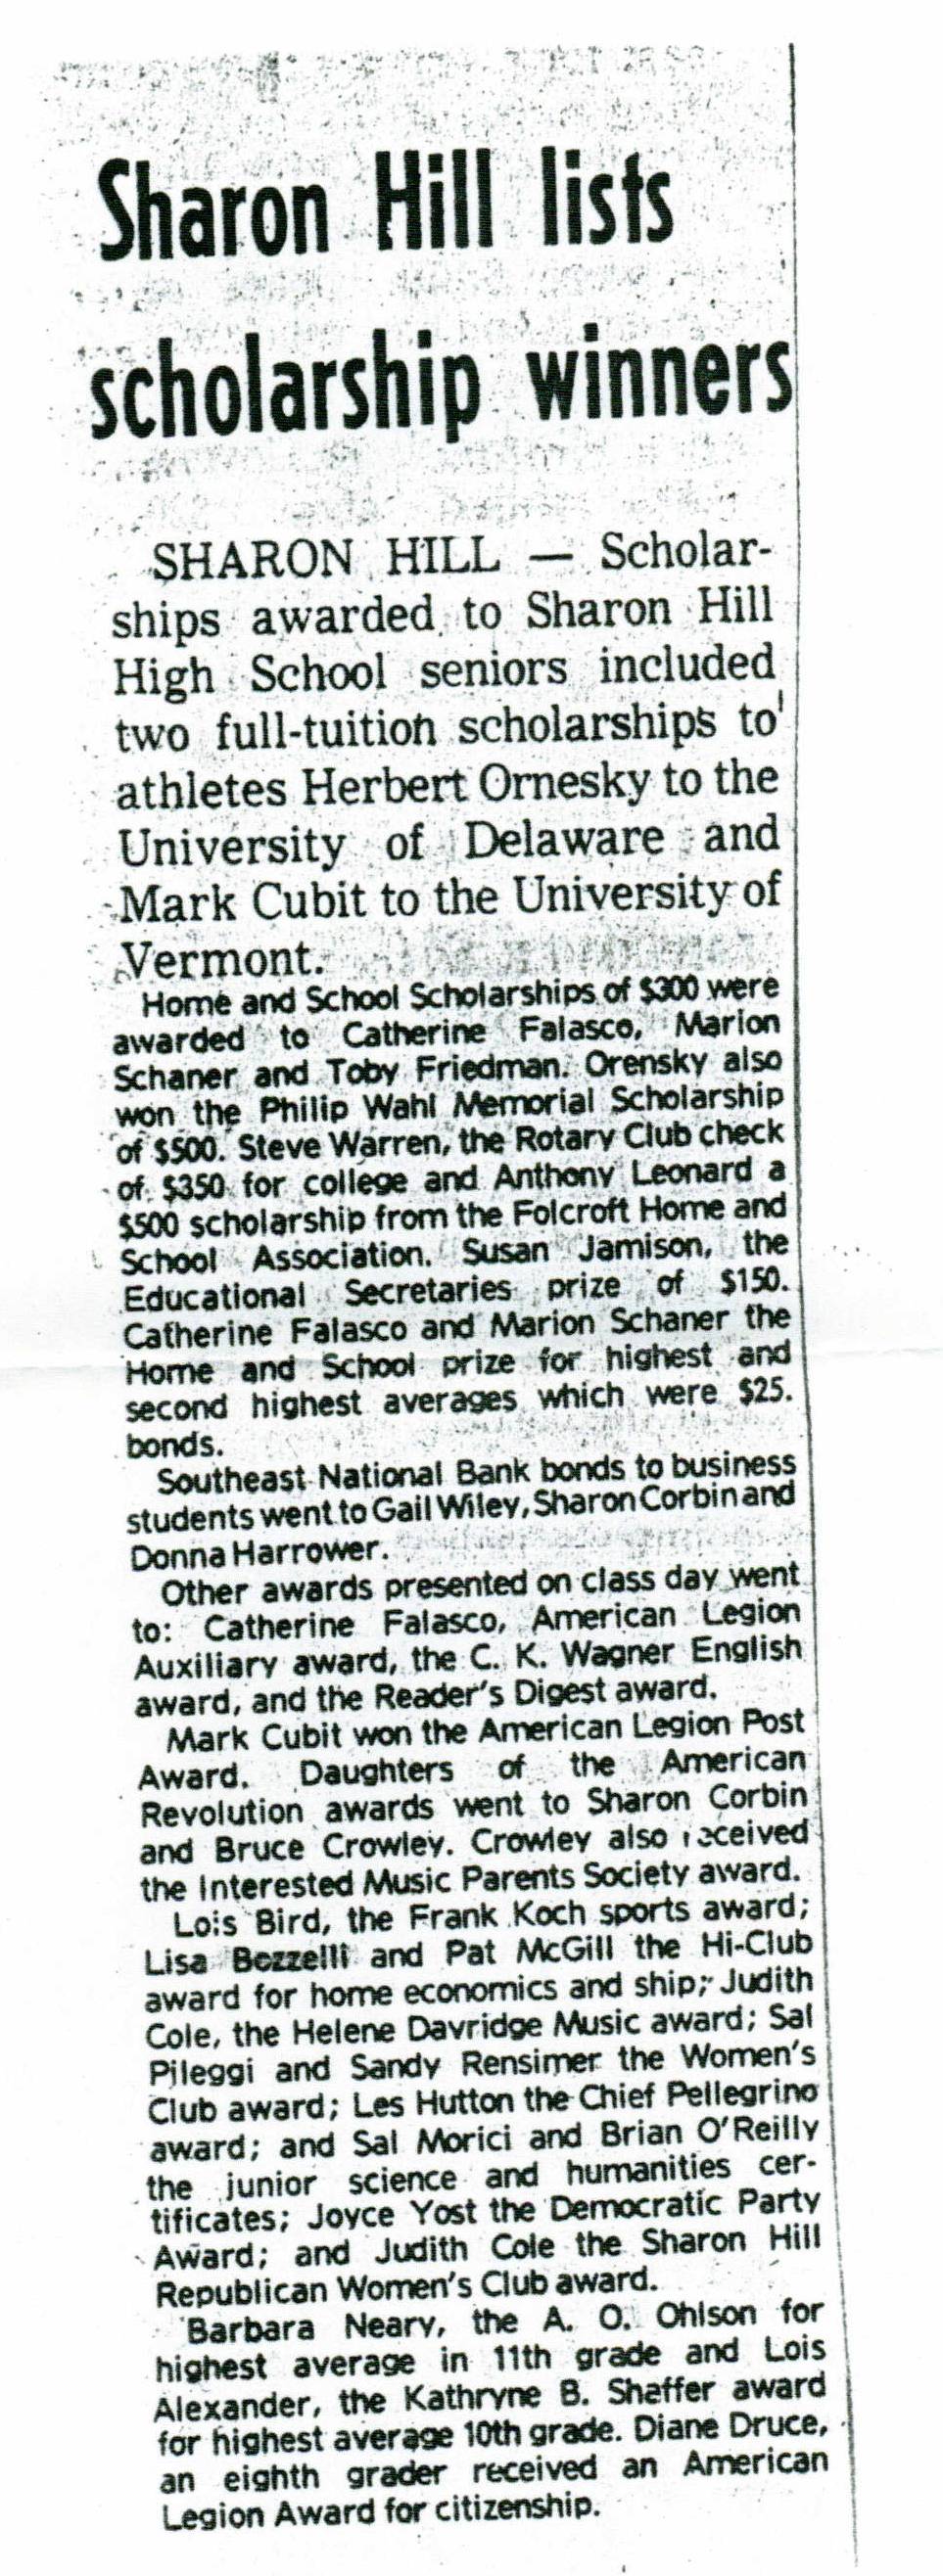 Sharon Hill lists
scholarship winners
SHARON HILL — Scholar-
ships awarded to Sharon Hill
High School seniors included
two full-tuition scholarships to
athletes Herbert Ornesky to the
University of Delaware and
Mark Cubit to the University of
Vermont.
Home and School Scholarships of $300 were
awarded to Catherine Falasco, Marion
Schaner and Toby Friedman. Orensky also
won the Philip Wahl Memorial Scholarship
of $500. Steve Warren, the Rotary Club check
of $350 for college and Anthony Leonard a
$500 scholarship from the Folcroft Home and
School Association. Susan Jamison, the
Educational Secretaries prize of $150.
Catherine Falasco and Marion Schaner the
Home and School prize for highest and
second highest averages which were $25.
bonds.
Southeast National Bank bonds to business
students went to Gail Wiley, Sharon Corbin and
Donna Harrower.
Other awards presented on class day went
to: Catherine Falasco, American Legion
Auxiliary award, the C. K. Wagner English
award, and the Reader's Digest award.
Mark Cubit won the American Legion Post
Award. Daughters of the American
Revolution awards went to Sharon Corbin
and Bruce Crowley. Crowley also received
the Interested Music Parents Society award.
Lois Bird, the Frank Koch sports award;
Lisa Bozzelli and Pat McGill the Hi-Club
award for home economics and ship; Judith
Cole, the Helene Davridge Music award; Sal
Pileggi and Sandy Rensimer the Women's
Club award; Les Hutton the Chief Pellegrino
award; and Sal Morici and Brian O'Reilly
the junior science and humanities cer-
tificates; Joyce Yost the Democratic Party
Award; and Judith Cole the Sharon Hill
Republican Women's Club award.
Barbara Neary, the A. O. Ohlson for
highest average in 11th grade and Lois
Alexander, the Kathryne B. Shaffer award
for highest average 10th grade. Diane Druce,
an eighth grader received an American
Legion Award for citizenship.